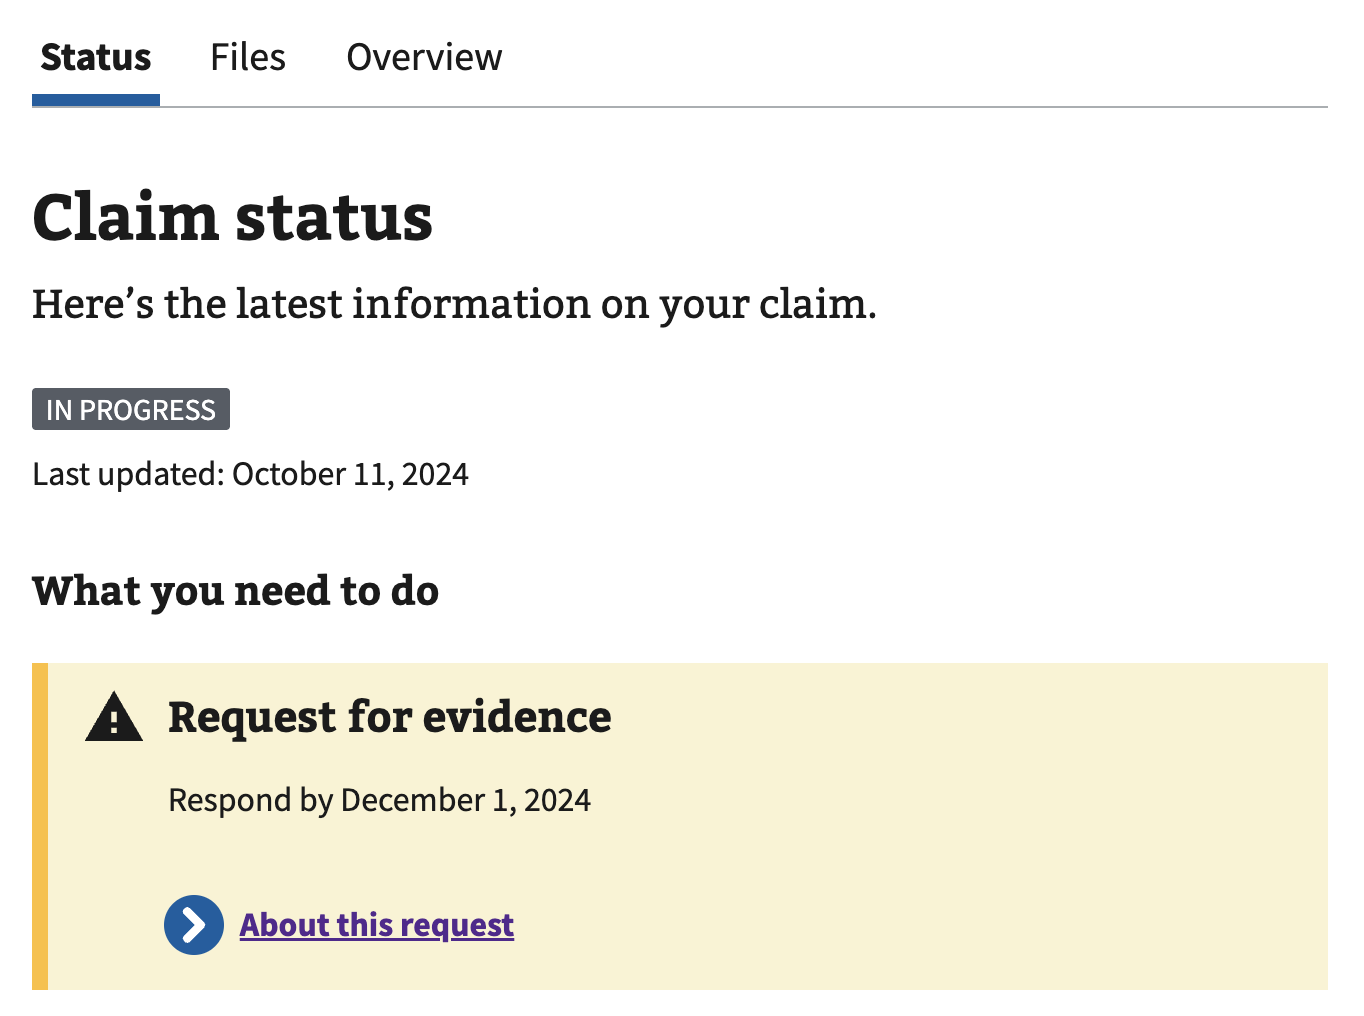 Status Files Overview
Claim status
Here’s the latest information on your claim.
IN PROGRESS
Last updated: October 11, 2024
What you need to do
Request for evidence
Respond by December 1, 2024
About this request